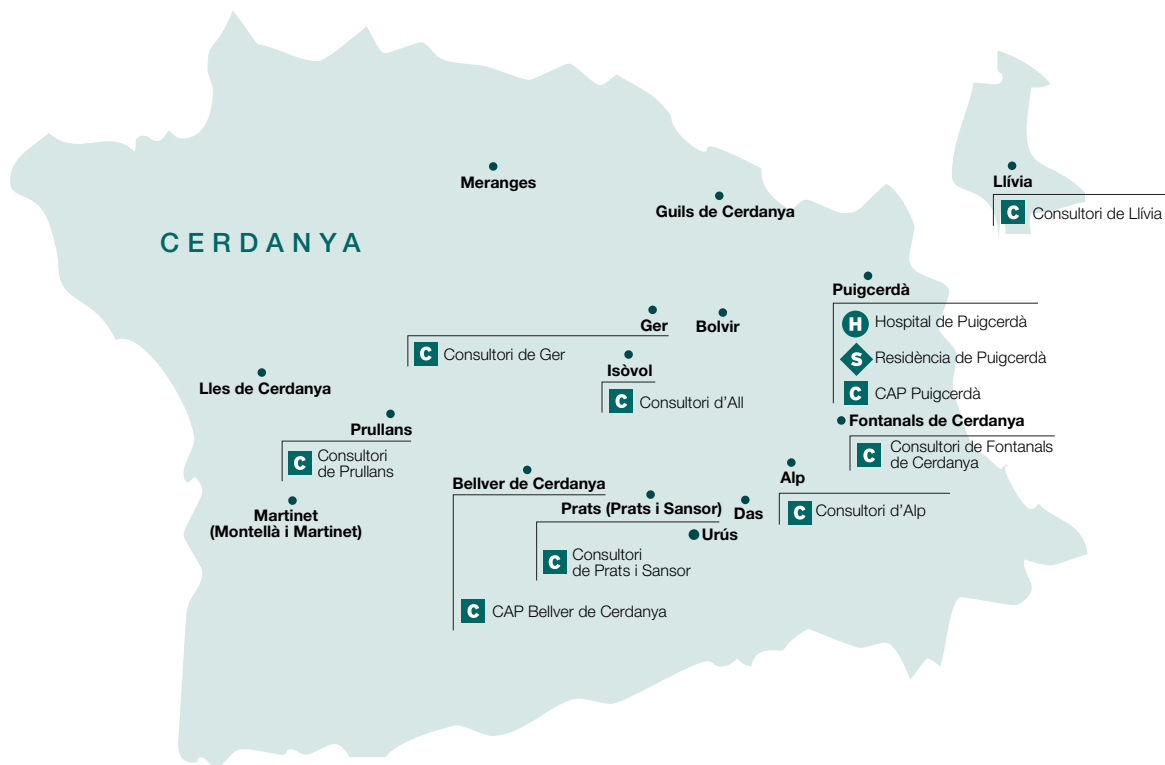 Meranges
Llívia
C Consultori de Llívia
Guils de Cerdanya
CERDANYA
Puigcerdà
H Hospital de Puigcerdà
S Residència de Puigcerdà
C CAP Puigcerdà
Ger
C Consultori de Ger
Bolvir
Isòvol
C Consultori d'All
Lles de Cerdanya
Prullans
C Consultori
de Prullans
Fontanals de Cerdanya
C Consultori de Fontanals
de Cerdanya
Martinet
(Montellà i Martinet)
Bellver de Cerdanya
C CAP Bellver de Cerdanya
Prats (Prats i Sansor)
C Consultori
de Prats i Sansor
Das
Urús
Alp
C Consultori d'Alp